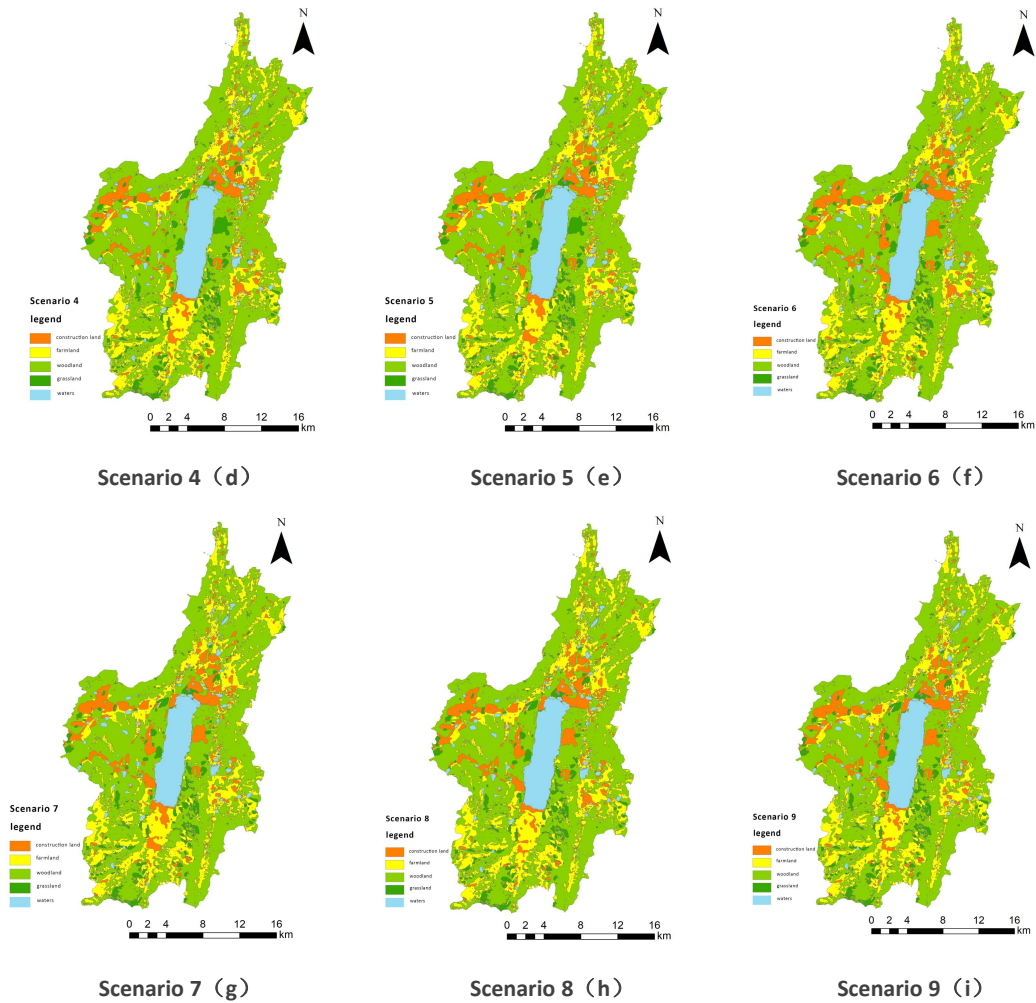 N
Scenario 4
legend
construction land
farmland
woodland
grassland
waters
0 2 4 8 12 16
km
Scenario 4（d）
N
Scenario 5
legend
construction land
farmland
woodland
grassland
waters
0 2 4 8 12 16
km
Scenario 5（e）
N
Scenario 6
legend
construction land
farmland
woodland
grassland
waters
0 2 4 8 12 16
km
Scenario 6（f）
N
Scenario 7
legend
construction land
farmland
woodland
grassland
waters
0 2 4 8 12 16
km
Scenario 7（g）
N
Scenario 8
legend
construction land
farmland
woodland
grassland
waters
0 2 4 8 12 16
km
Scenario 8（h）
N
Scenario 9
legend
construction land
farmland
woodland
grassland
waters
0 2 4 8 12 16
km
Scenario 9（i）